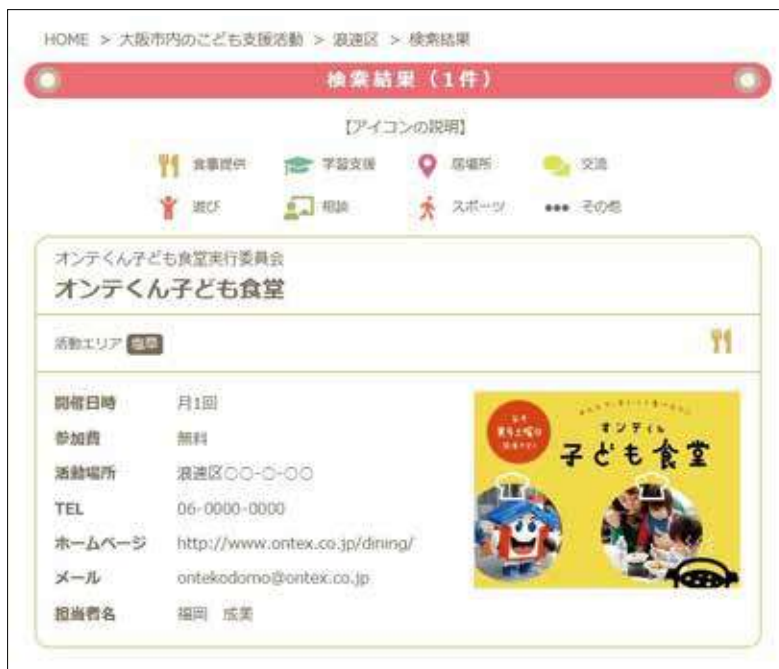 HOME > 大阪市内のこども支援活動 > 浪速区 > 検索結果
検索結果（1件）
【アイコンの説明】
食事提供 学習支援 居場所 交流
遊び 相談 スポーツ その他
オンテくん子ども食堂実行委員会
オンテくん子ども食堂
活動エリア 塩草
開催日時 月1回
参加費 無料
活動場所 浪速区○○-○-○○
TEL 06-0000-0000
ホームページ http://www.ontex.co.jp/dining/
メール ontekodomo@ontex.co.jp
担当者名 福岡 成美
オンテくん
子ども食堂